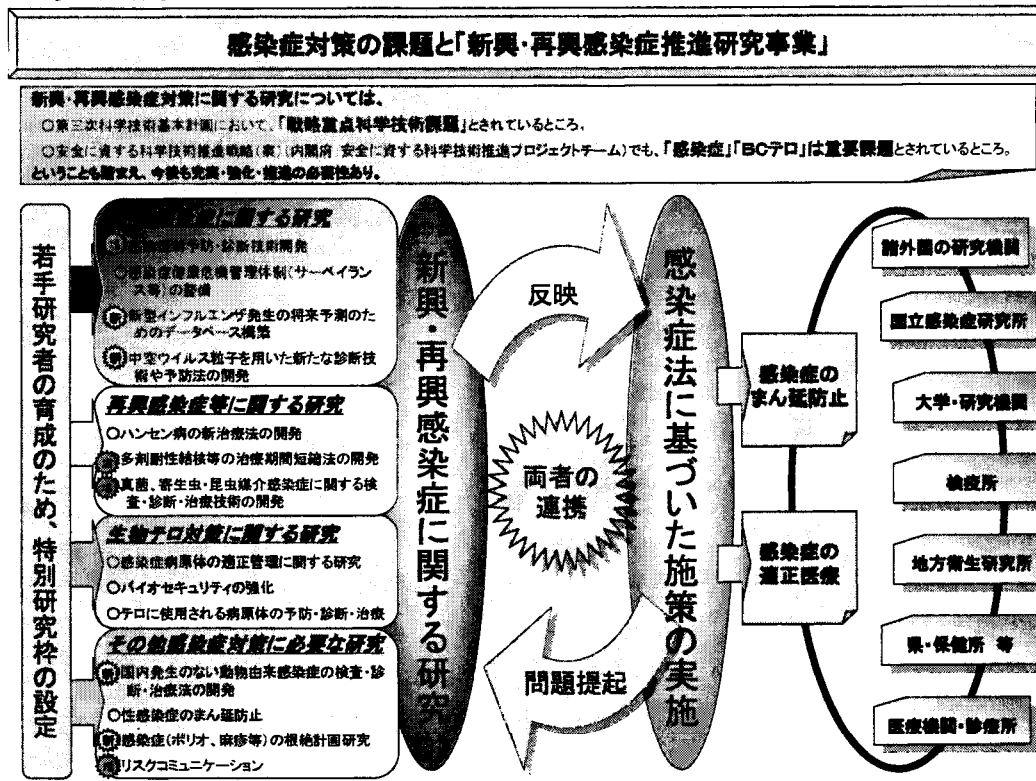 感染症対策の課題と「新興・再興感染症推進研究事業」
新興・再興感染症対策に関する研究については、
○第三次科学技術基本計画において、「戦略重点科学技術課題」とされているところ。
○安全に資する科学技術推進戦略(案)(内閣府 安全に資する科学技術推進プロジェクトチーム)でも、「感染症」「BCテロ」は重要課題とされているところ。
ということも踏まえ、今後も充実・強化・推進の必要性あり。
若手研究者の育成のため、特別研究枠の設定
に関する研究
予防・診断技術開発
○感染症健康危機管理体制(サーベイラン
ス等)の整備
新 新型インフルエンザ発生の将来予測のた
めのデータベース構築
新 中空ウイルス粒子を用いた新たな診断技
術や予防法の開発
再興感染症等に関する研究
○ハンセン病の新治療法の開発
多剤耐性結核等の治療期間短縮法の開発
真菌、寄生虫・昆虫媒介感染症に関する検
査・診断・治療技術の開発
生物テロ対策に関する研究
○感染症病原体の適正管理に関する研究
○バイオセキュリティの強化
○テロに使用される病原体の予防・診断・治療
その他感染症対策に必要な研究
新 国内発生のない動物由来感染症の検査・診
断・治療法の開発
○性感染症のまん延防止
新 感染症(ポリオ、麻疹等)の根絶計画研究
リスクコミュニケーション
新興・再興感染症に関する研究
反映
両者の
連携
問題提起
感染症法に基づいた施策の実施
感染症の
まん延防止
感染症の
適正医療
諸外国の研究機関
国立感染症研究所
大学・研究機関
検疫所
地方衛生研究所
県・保健所 等
医療機関・診療所